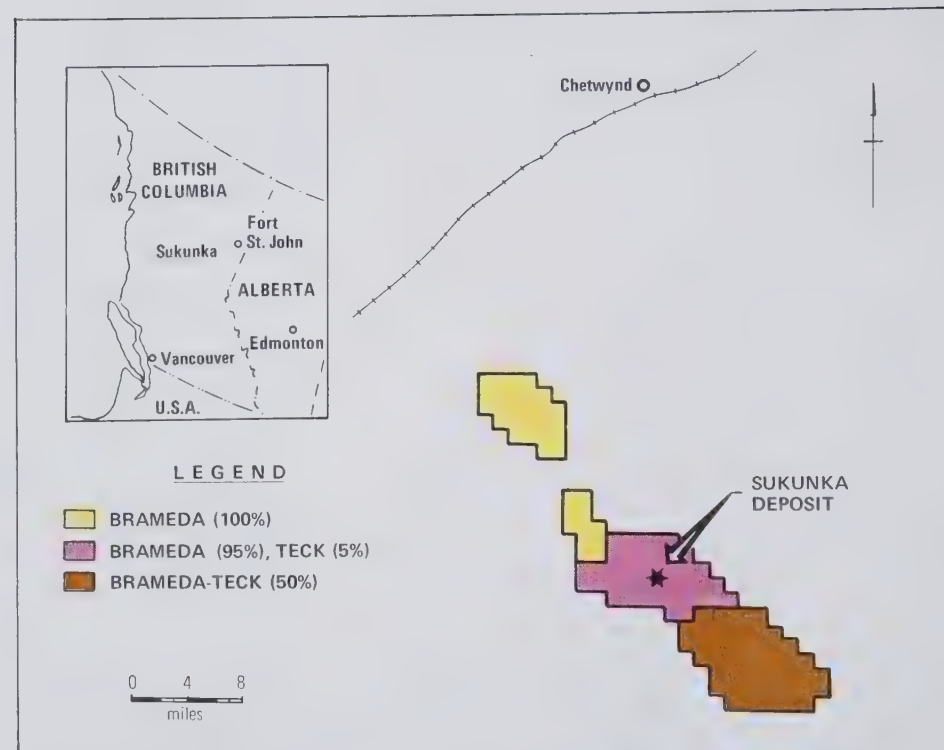 Chetwynd
BRITISH
COLUMBIA
Fort
St. John
Sukunka
ALBERTA
Edmonton
Vancouver
U.S.A.
LEGEND
BRAMEDA (100%)
BRAMEDA (95%), TECK (5%)
BRAMEDA-TECK (50%)
SUKUNKA
DEPOSIT
0 4 8
miles